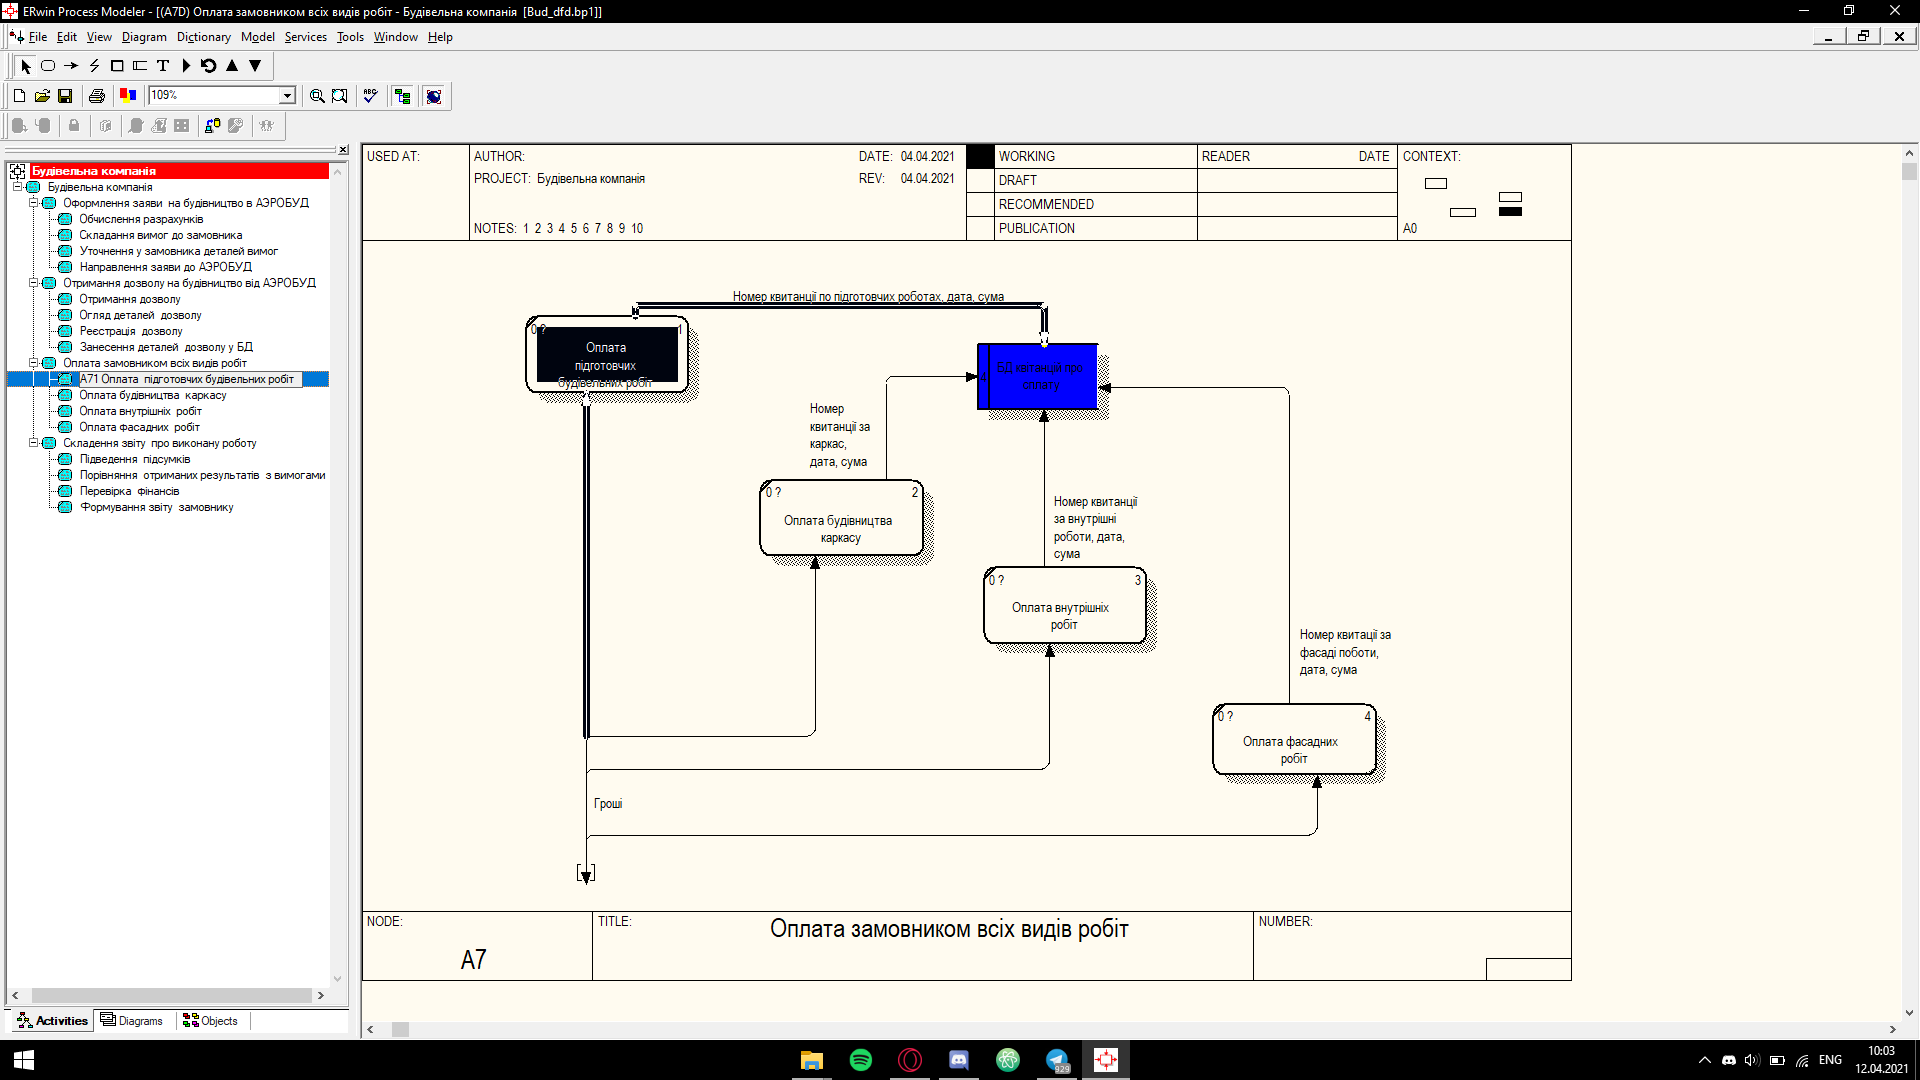 ERwin Process Modeler - [(A7D) Оплата замовником всіх видів робіт - Будівельна компанія  [Bud_dfd.bp1]]
File Edit View Diagram Dictionary Model Services Tools Window Help
T
109%
ABC
Будівельна компанія
Будівельна компанія
Оформлення заяви на будівництво в АЭРОБУД
Обчислення разрахунків
Складання вимог до замовника
Уточнення у замовника деталей вимог
Направлення заяви до АЭРОБУД
Отримання дозволу на будівництво від АЭРОБУД
Отримання дозволу
Огляд деталей дозволу
Реєстрація дозволу
Занесення деталей дозволу у БД
Оплата замовником всіх видів робіт
A71 Оплата підготовчих будівельних робіт
Оплата будівництва каркасу
Оплата внутрішніх робіт
Оплата фасадних робіт
Складення звіту про виконану роботу
Підведення підсумків
Порівняння отриманих результатів з вимогами
Перевірка фінансів
Формування звіту замовнику
Activities Diagrams Objects
USED AT:
AUTHOR:
DATE: 04.04.2021
PROJECT: Будівельна компанія
REV: 04.04.2021
NOTES: 1 2 3 4 5 6 7 8 9 10
WORKING
DRAFT
RECOMMENDED
PUBLICATION
READER DATE
CONTEXT:
A0
Номер квитанції по підготовчих роботах, дата, сума
0 ? 1
Оплата
підготовчих
будівельних робіт
4
БД квитанцій про
оплату
Номер
квитанції за
каркас,
дата, сума
0 ? 2
Оплата будівництва
каркасу
Номер квитанції
за внутрішні
роботи, дата,
сума
0 ? 3
Оплата внутрішніх
робіт
Номер квитації за
фасаді поботи,
дата, сума
0 ? 4
Оплата фасадних
робіт
Гроші
NODE:
A7
TITLE:
Оплата замовником всіх видів робіт
NUMBER:
929
ENG
10:03
12.04.2021